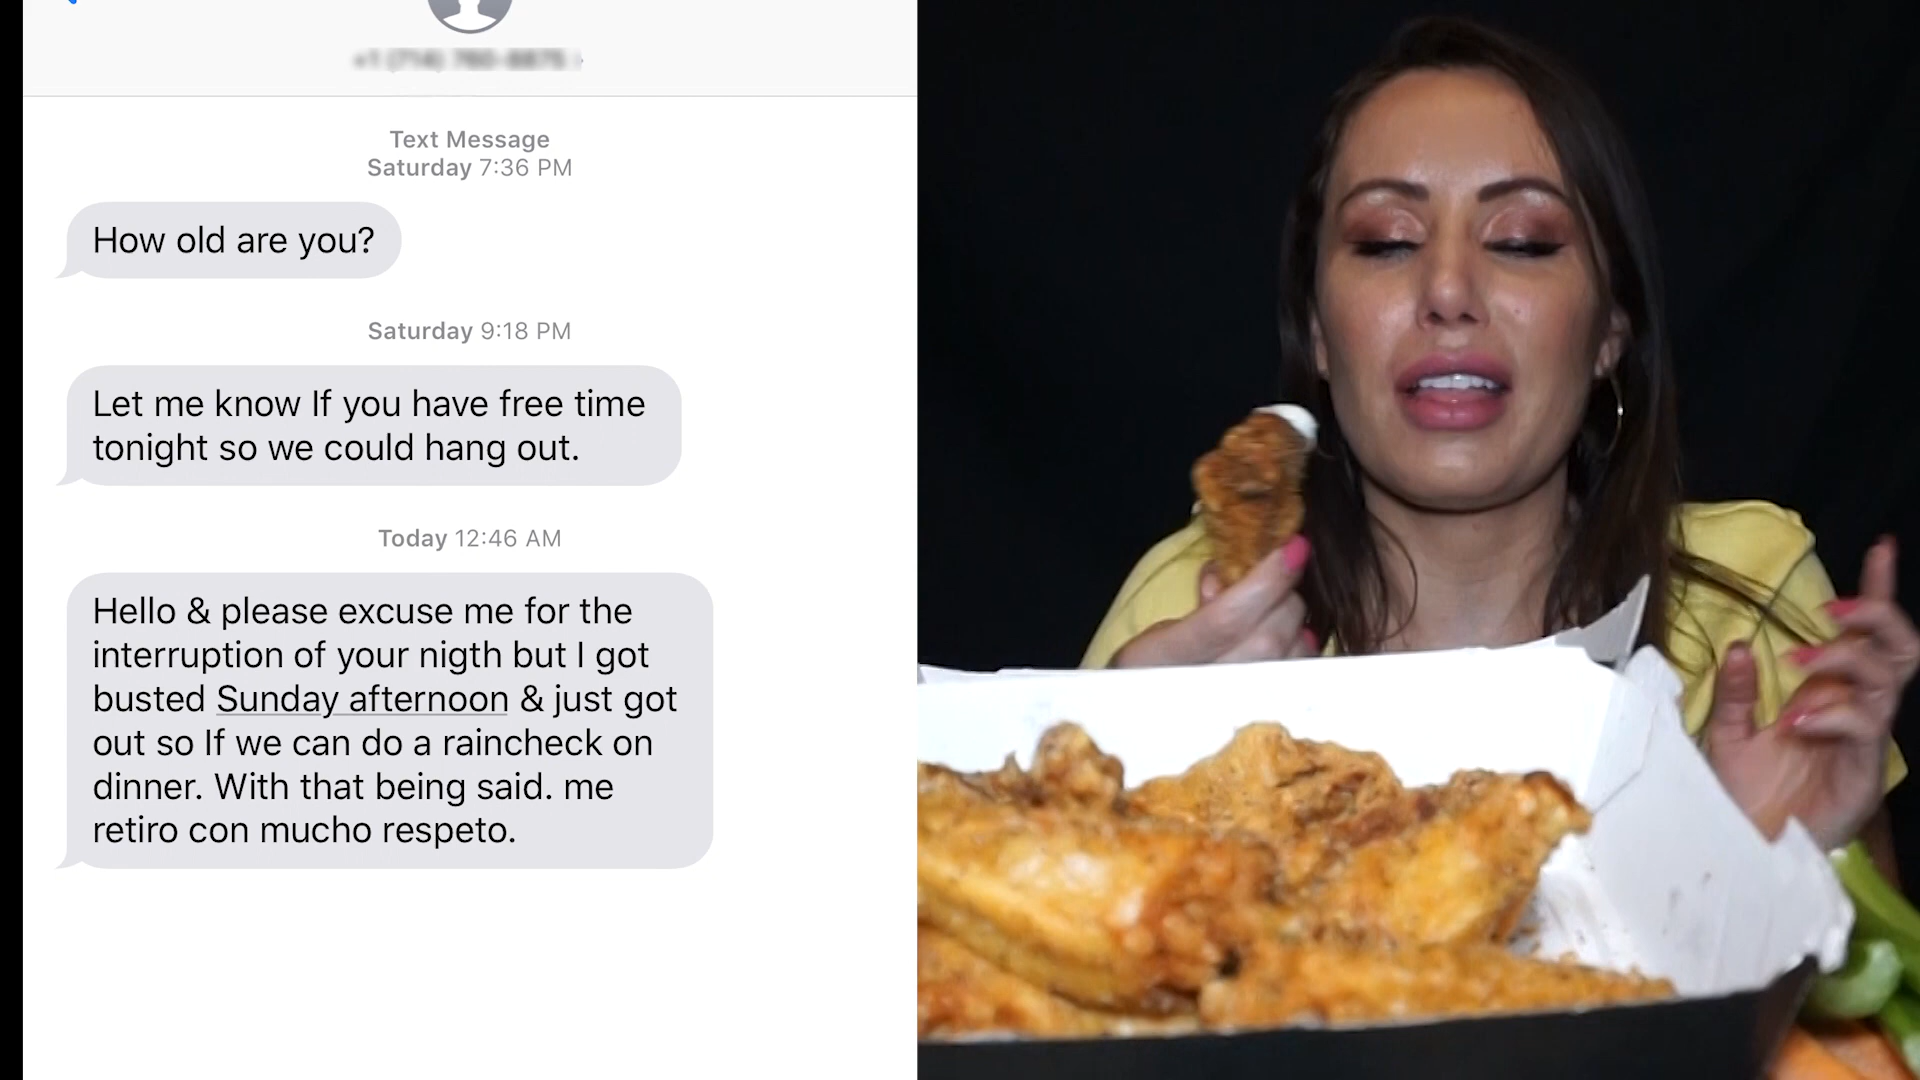 Text Message
Saturday 7:36 PM
How old are you?
Saturday 9:18 PM
Let me know If you have free time
tonight so we could hang out.
Today 12:46 AM
Hello & please excuse me for the
interruption of your nigth but I got
busted Sunday afternoon & just got
out so If we can do a raincheck on
dinner. With that being said. me
retiro con mucho respeto.